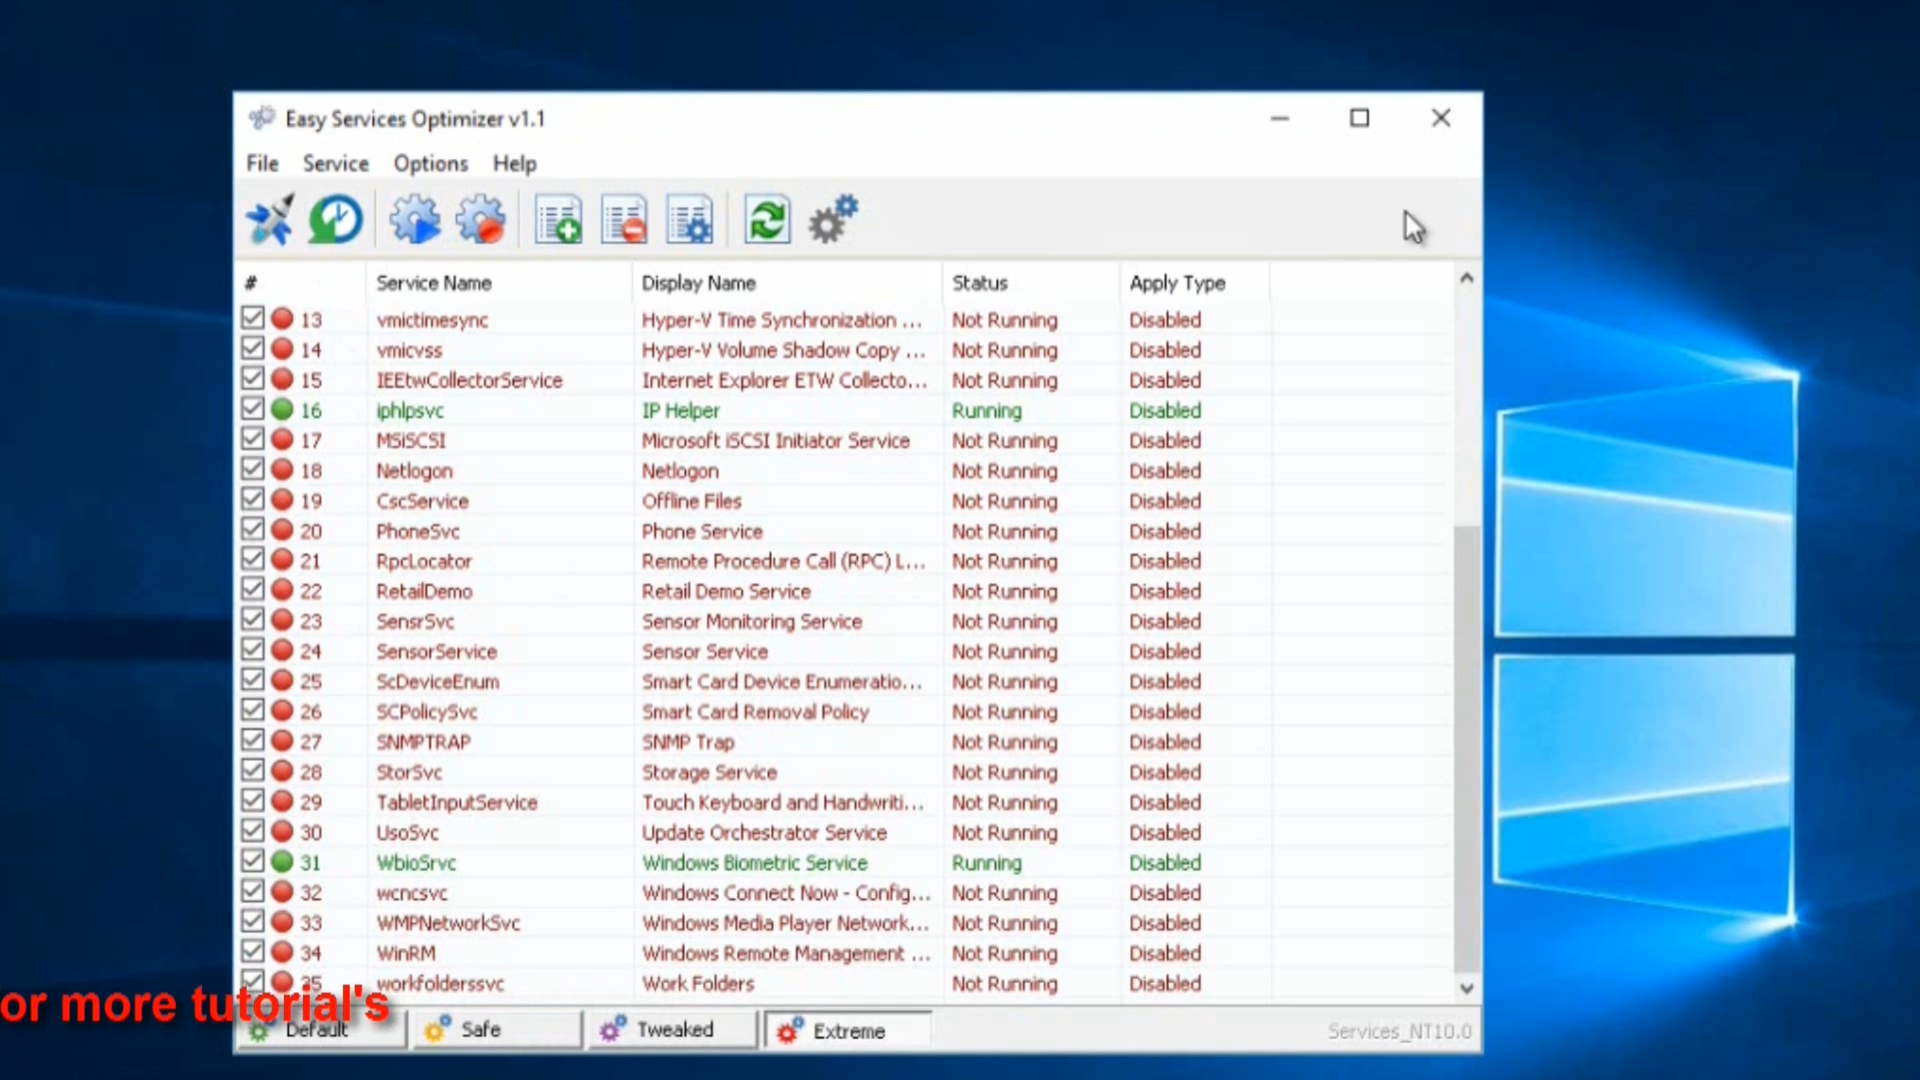 Easy Services Optimizer v1.1
File Service Options Help
# Service Name Display Name Status Apply Type
13 vmictimesync Hyper-V Time Synchronization ... Not Running Disabled
14 vmicvss Hyper-V Volume Shadow Copy ... Not Running Disabled
15 IEEtwCollectorService Internet Explorer ETW Collecto... Not Running Disabled
16 iphlpsvc IP Helper Running Disabled
17 MSiSCSI Microsoft iSCSI Initiator Service Not Running Disabled
18 Netlogon Netlogon Not Running Disabled
19 CscService Offline Files Not Running Disabled
20 PhoneSvc Phone Service Not Running Disabled
21 RpcLocator Remote Procedure Call (RPC) L... Not Running Disabled
22 RetailDemo Retail Demo Service Not Running Disabled
23 SensrSvc Sensor Monitoring Service Not Running Disabled
24 SensorService Sensor Service Not Running Disabled
25 ScDeviceEnum Smart Card Device Enumeratio... Not Running Disabled
26 SCPolicySvc Smart Card Removal Policy Not Running Disabled
27 SNMPTRAP SNMP Trap Not Running Disabled
28 StorSvc Storage Service Not Running Disabled
29 TabletInputService Touch Keyboard and Handwriti... Not Running Disabled
30 UsoSvc Update Orchestrator Service Not Running Disabled
31 WbioSrvc Windows Biometric Service Running Disabled
32 wcncsvc Windows Connect Now - Config... Not Running Disabled
33 WMPNetworkSvc Windows Media Player Network... Not Running Disabled
34 WinRM Windows Remote Management ... Not Running Disabled
35 workfolderssvc Work Folders Not Running Disabled
or more tutorial's
Default Safe Tweaked Extreme Services_NT10.0